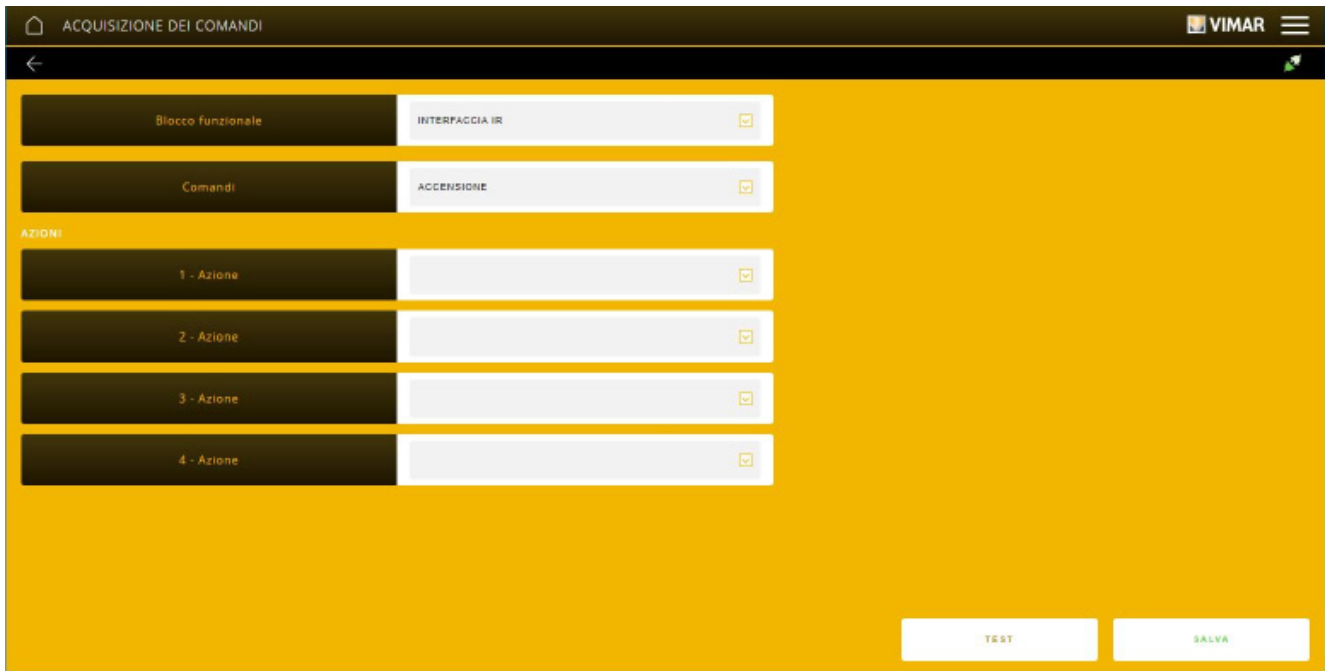 ACQUISIZIONE DEI COMANDI
VIMAR
Blocco funzionale
INTERFACCIA IR
Comandi
ACCENSIONE
AZIONI
1 - Azione
2 - Azione
3 - Azione
4 - Azione
TEST
SALVA